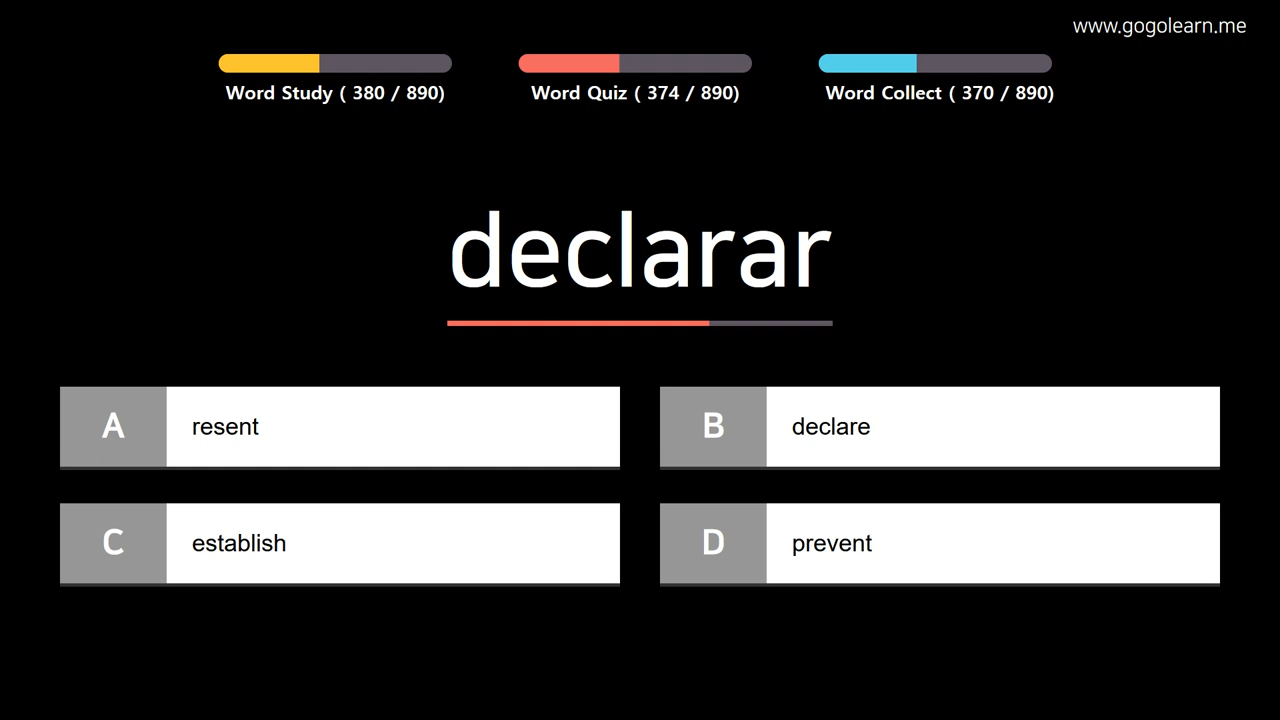 www.gogolearn.me
Word Study ( 380 / 890)
Word Quiz ( 374 / 890)
Word Collect ( 370 / 890)
declarar
A resent
B declare
C establish
D prevent